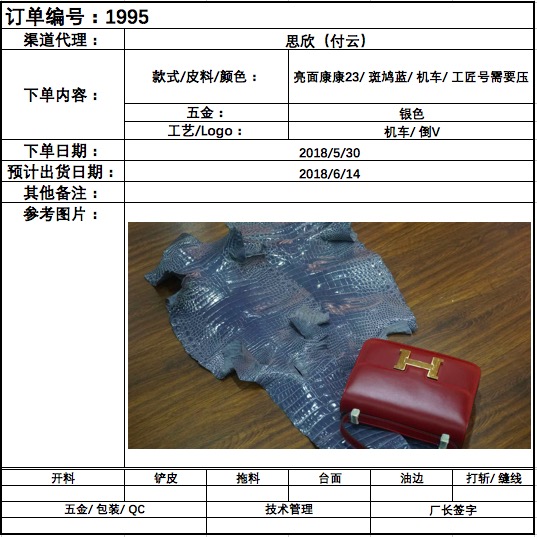 订单编号：1995
渠道代理： 思欣（付云）
下单内容：
款式/皮料/颜色： 亮面康康23/ 斑鸠蓝/ 机车/ 工匠号需要压
五金： 银色
工艺/Logo： 机车/ 倒V
下单日期： 2018/5/30
预计出货日期： 2018/6/14
其他备注：
参考图片：
开料 铲皮 拖料 台面 油边 打斩/ 缝线
五金/ 包装/ QC 技术管理 厂长签字